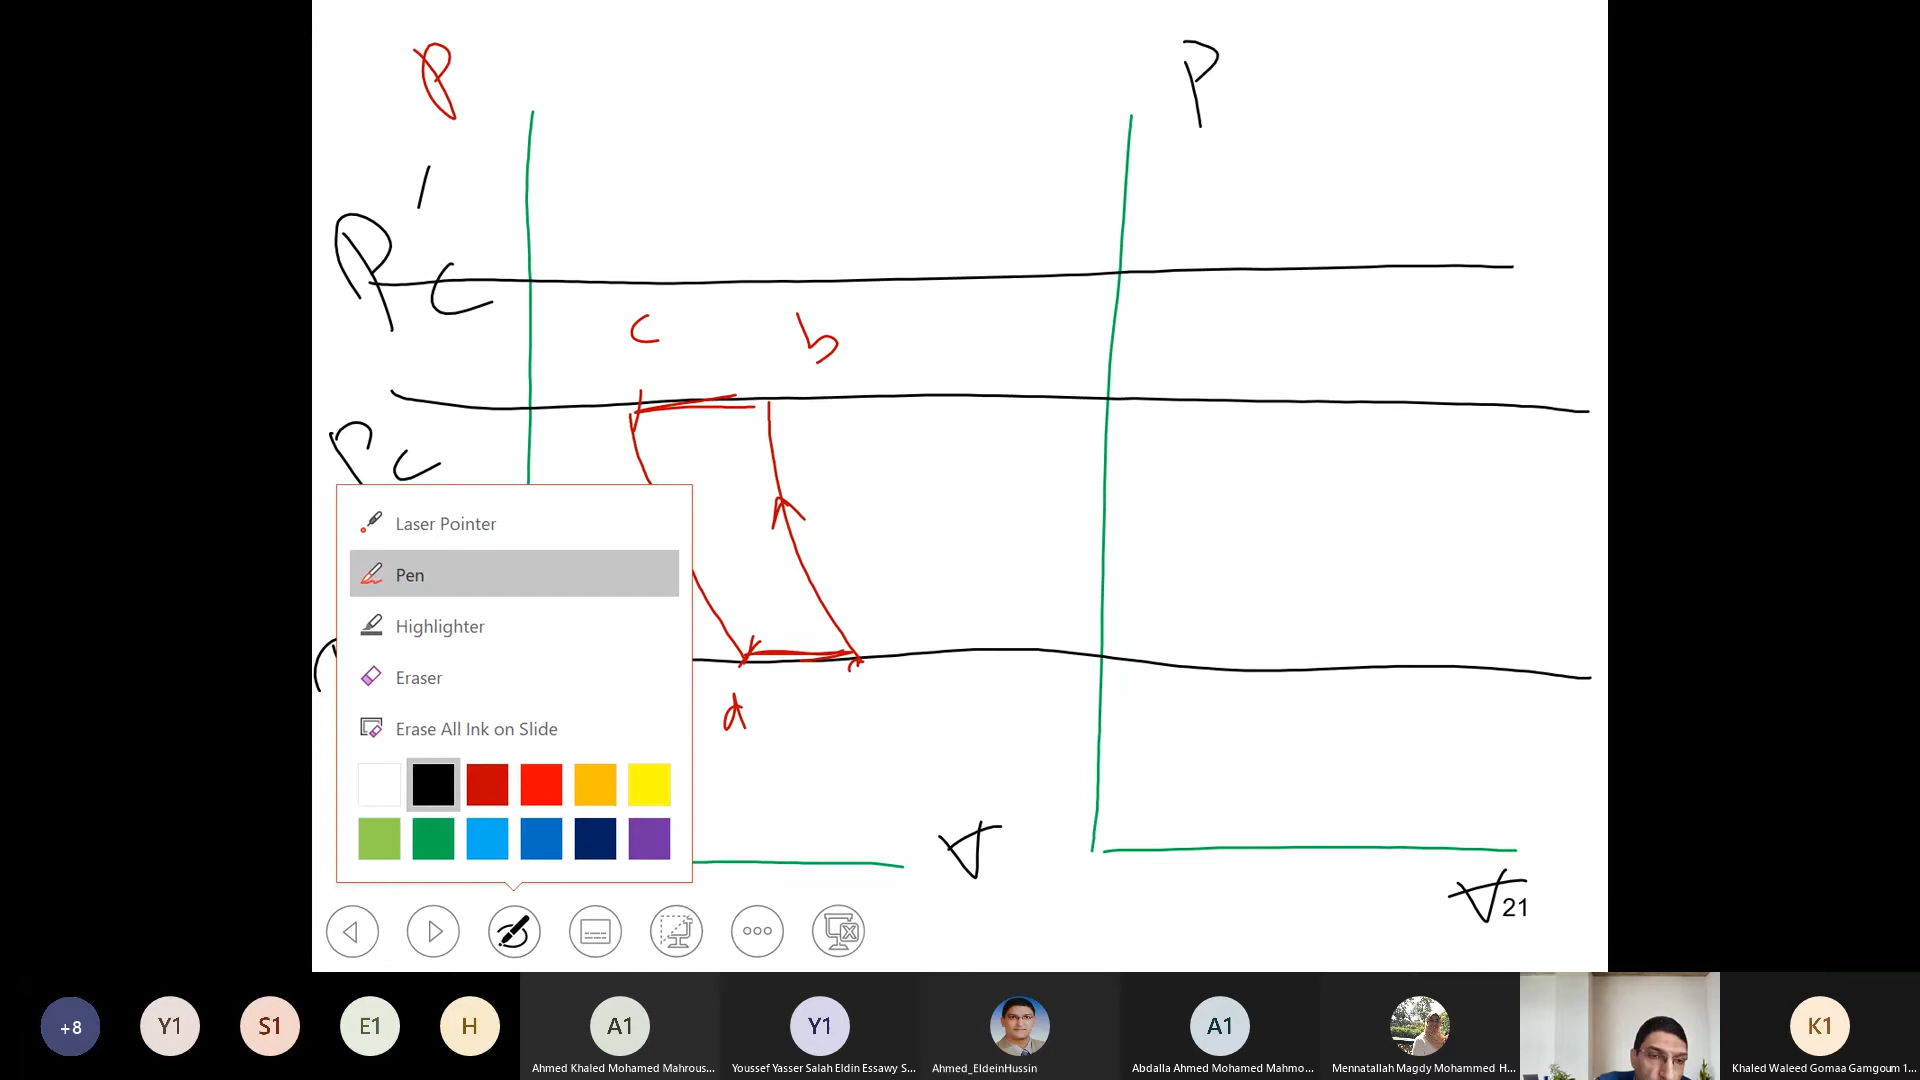 P
P
P'c
c b
Pc
Laser Pointer
Pen
Highlighter
Eraser
Erase All Ink on Slide
d
∀
∀
21
+8
Y1
S1
E1
H
A1
Y1
A1
K1
Ahmed Khaled Mohamed Mahrous...
Youssef Yasser Salah Eldin Essawy S...
Ahmed_EldeinHussin
Abdalla Ahmed Mohamed Mahmo...
Mennatallah Magdy Mohammed H...
Khaled Waleed Gomaa Gamgoum 1...